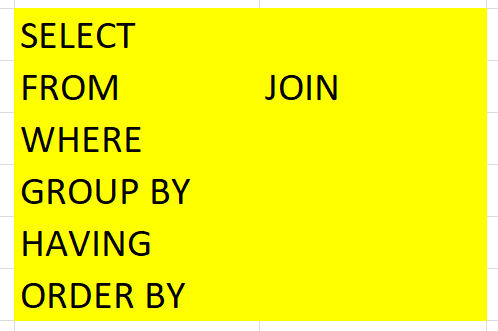 SELECT
FROM JOIN
WHERE
GROUP BY
HAVING
ORDER BY